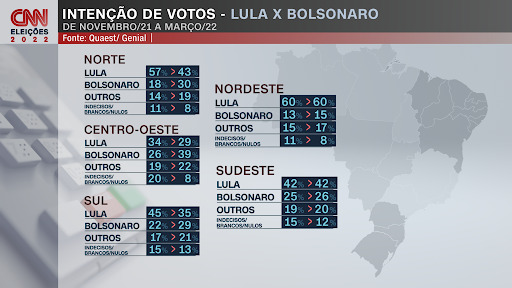 CNN
ELEIÇÕES
2022
INTENÇÃO DE VOTOS - LULA X BOLSONARO
DE NOVEMBRO/21 A MARÇO/22
Fonte: Quaest/ Genial
NORTE
LULA 57% > 43%
BOLSONARO 18% > 30%
OUTROS 14% > 19%
INDECISOS/
BRANCOS/NULOS 11% > 8%
CENTRO-OESTE
LULA 34% > 29%
BOLSONARO 26% > 39%
OUTROS 19% > 22%
INDECISOS/
BRANCOS/NULOS 20% > 8%
SUL
LULA 45% > 35%
BOLSONARO 22% > 29%
OUTROS 17% > 21%
INDECISOS/
BRANCOS/NULOS 15% > 13%
NORDESTE
LULA 60% > 60%
BOLSONARO 13% > 15%
OUTROS 15% > 17%
INDECISOS/
BRANCOS/NULOS 11% > 8%
SUDESTE
LULA 42% > 42%
BOLSONARO 25% > 26%
OUTROS 19% > 20%
INDECISOS/
BRANCOS/NULOS 15% > 12%